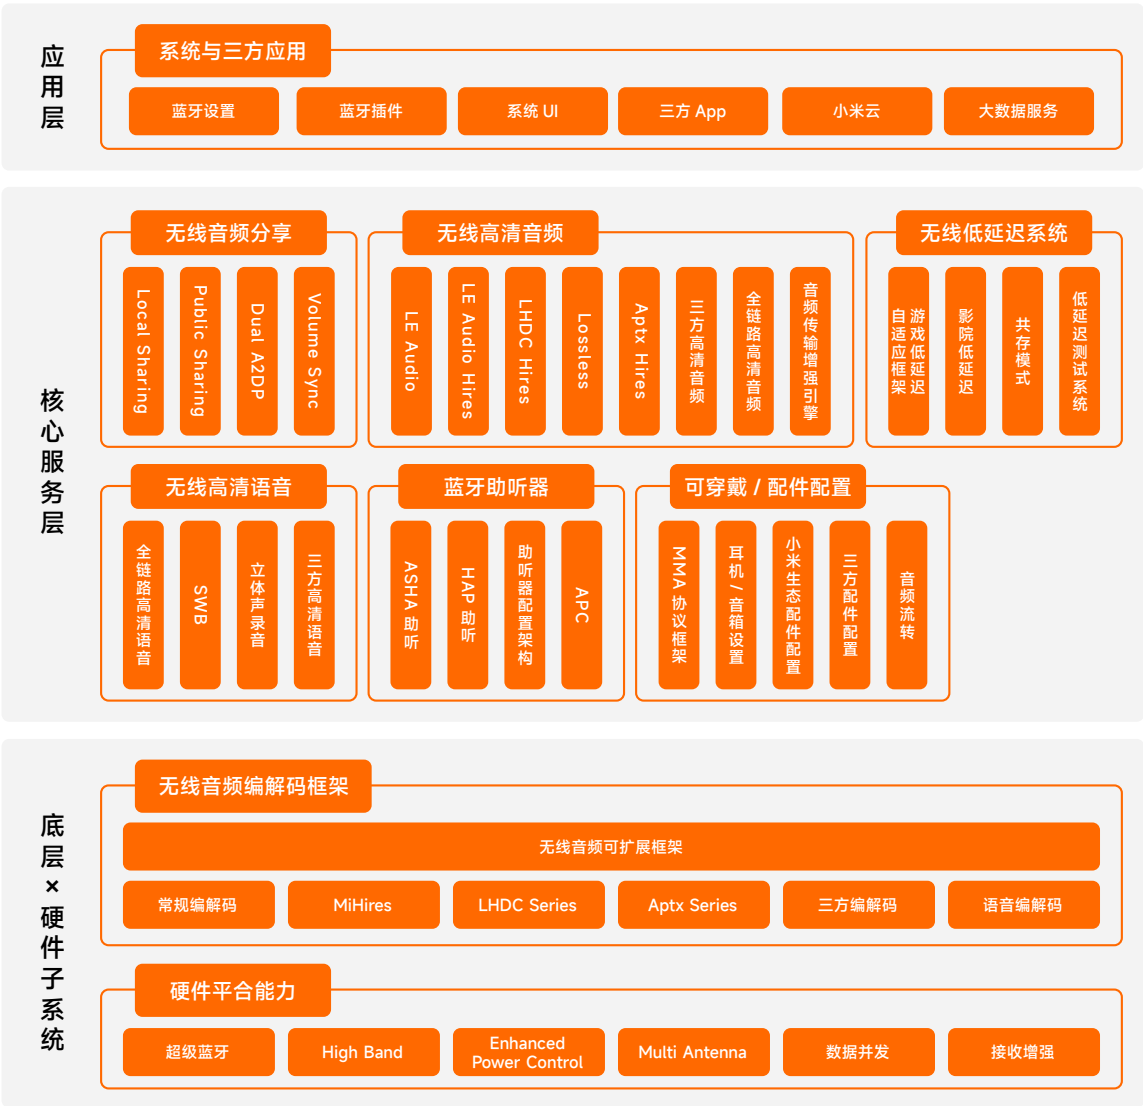 应用层
系统与三方应用
蓝牙设置
蓝牙插件
系统 UI
三方 App
小米云
大数据服务
核心服务层
无线音频分享
Local Sharing
Public Sharing
Dual A2DP
Volume Sync
无线高清音频
LE Audio
LE Audio Hires
LHDC Hires
Lossless
Aptx Hires
三方高清音频
全链路高清音频
音频传输增强引擎
无线低延迟系统
游戏低延迟
自适应框架
影院低延迟
共存模式
低延迟测试系统
无线高清语音
全链路高清语音
SWB
立体声录音
三方高清语音
蓝牙助听器
ASHA 助听
HAP 助听
助听器配置架构
APC
可穿戴 / 配件配置
MMA 协议框架
耳机 / 音箱设置
小米生态配件配置
三方配件配置
音频流转
底层×硬件子系统
无线音频编解码框架
无线音频可扩展框架
常规编解码
MiHires
LHDC Series
Aptx Series
三方编解码
语音编解码
硬件平合能力
超级蓝牙
High Band
Enhanced
Power Control
Multi Antenna
数据并发
接收增强